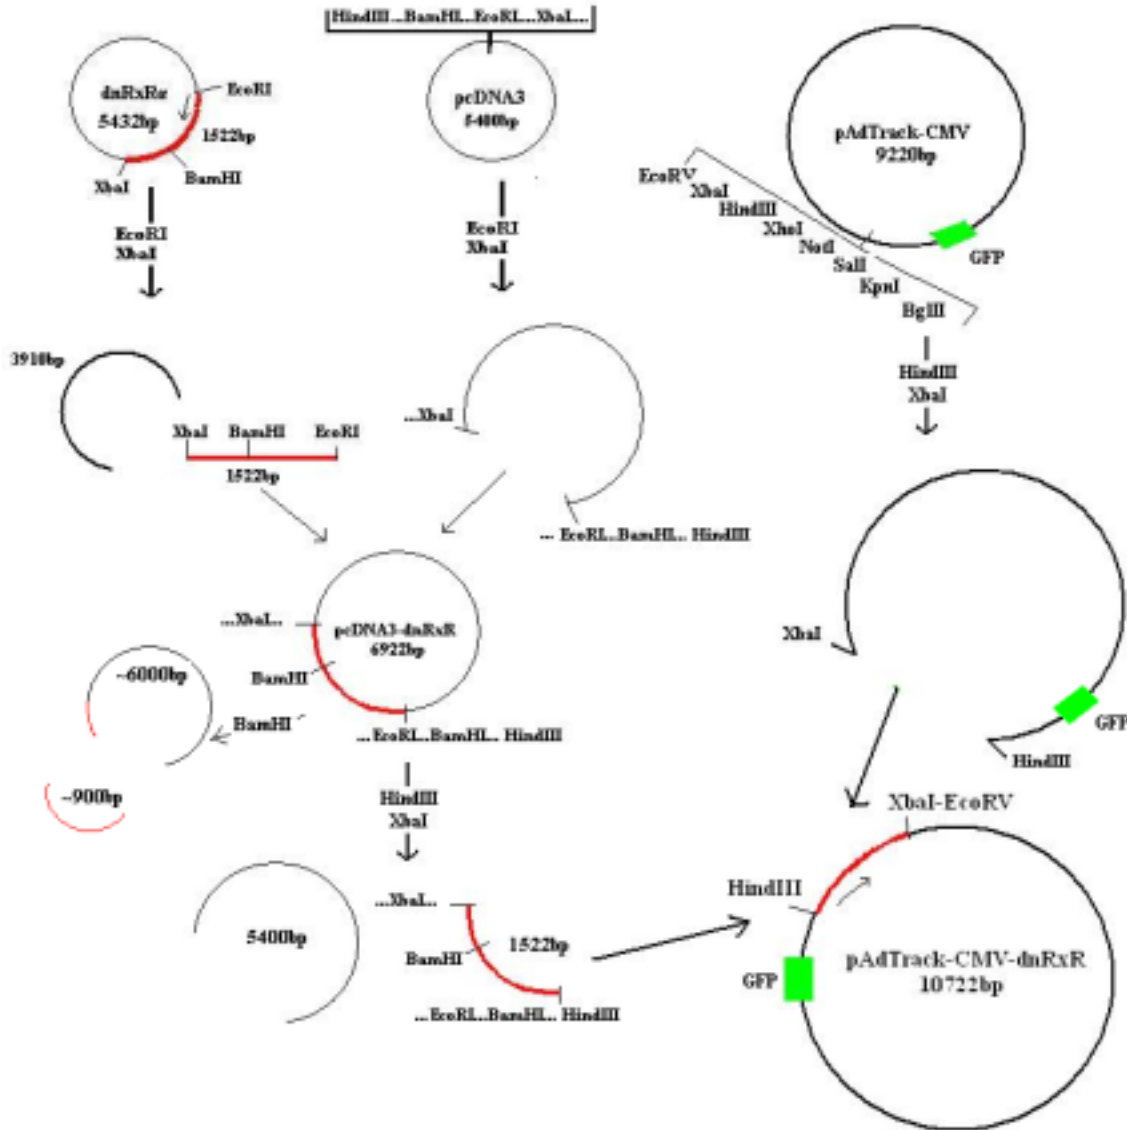 HindIII...BamHI...EcoRI...XbaI...
dnRxRα
5432bp
EcoRI
1522bp
BamHI
XbaI
EcoRI
XbaI
pcDNA3
5400bp
EcoRI
XbaI
pAdTrack-CMV
9220bp
EcoRV
XbaI
HindIII
XhoI
NotI
SalI
KpnI
BglII
GFP
HindIII
XbaI
3910bp
XbaI BamHI EcoRI
1522bp
...XbaI
... EcoRI...BamHI... HindIII
...XbaI..
pcDNA3-dnRxR
6922bp
BamHI
...EcoRI...BamHI... HindIII
~6000bp
BamHI
~900bp
HindIII
XbaI
XbaI
GFP
HindIII
5400bp
...XbaI..
1522bp
BamHI
...EcoRI...BamHI... HindIII
XbaI-EcoRV
HindIII
GFP
pAdTrack-CMV-dnRxR
10722bp